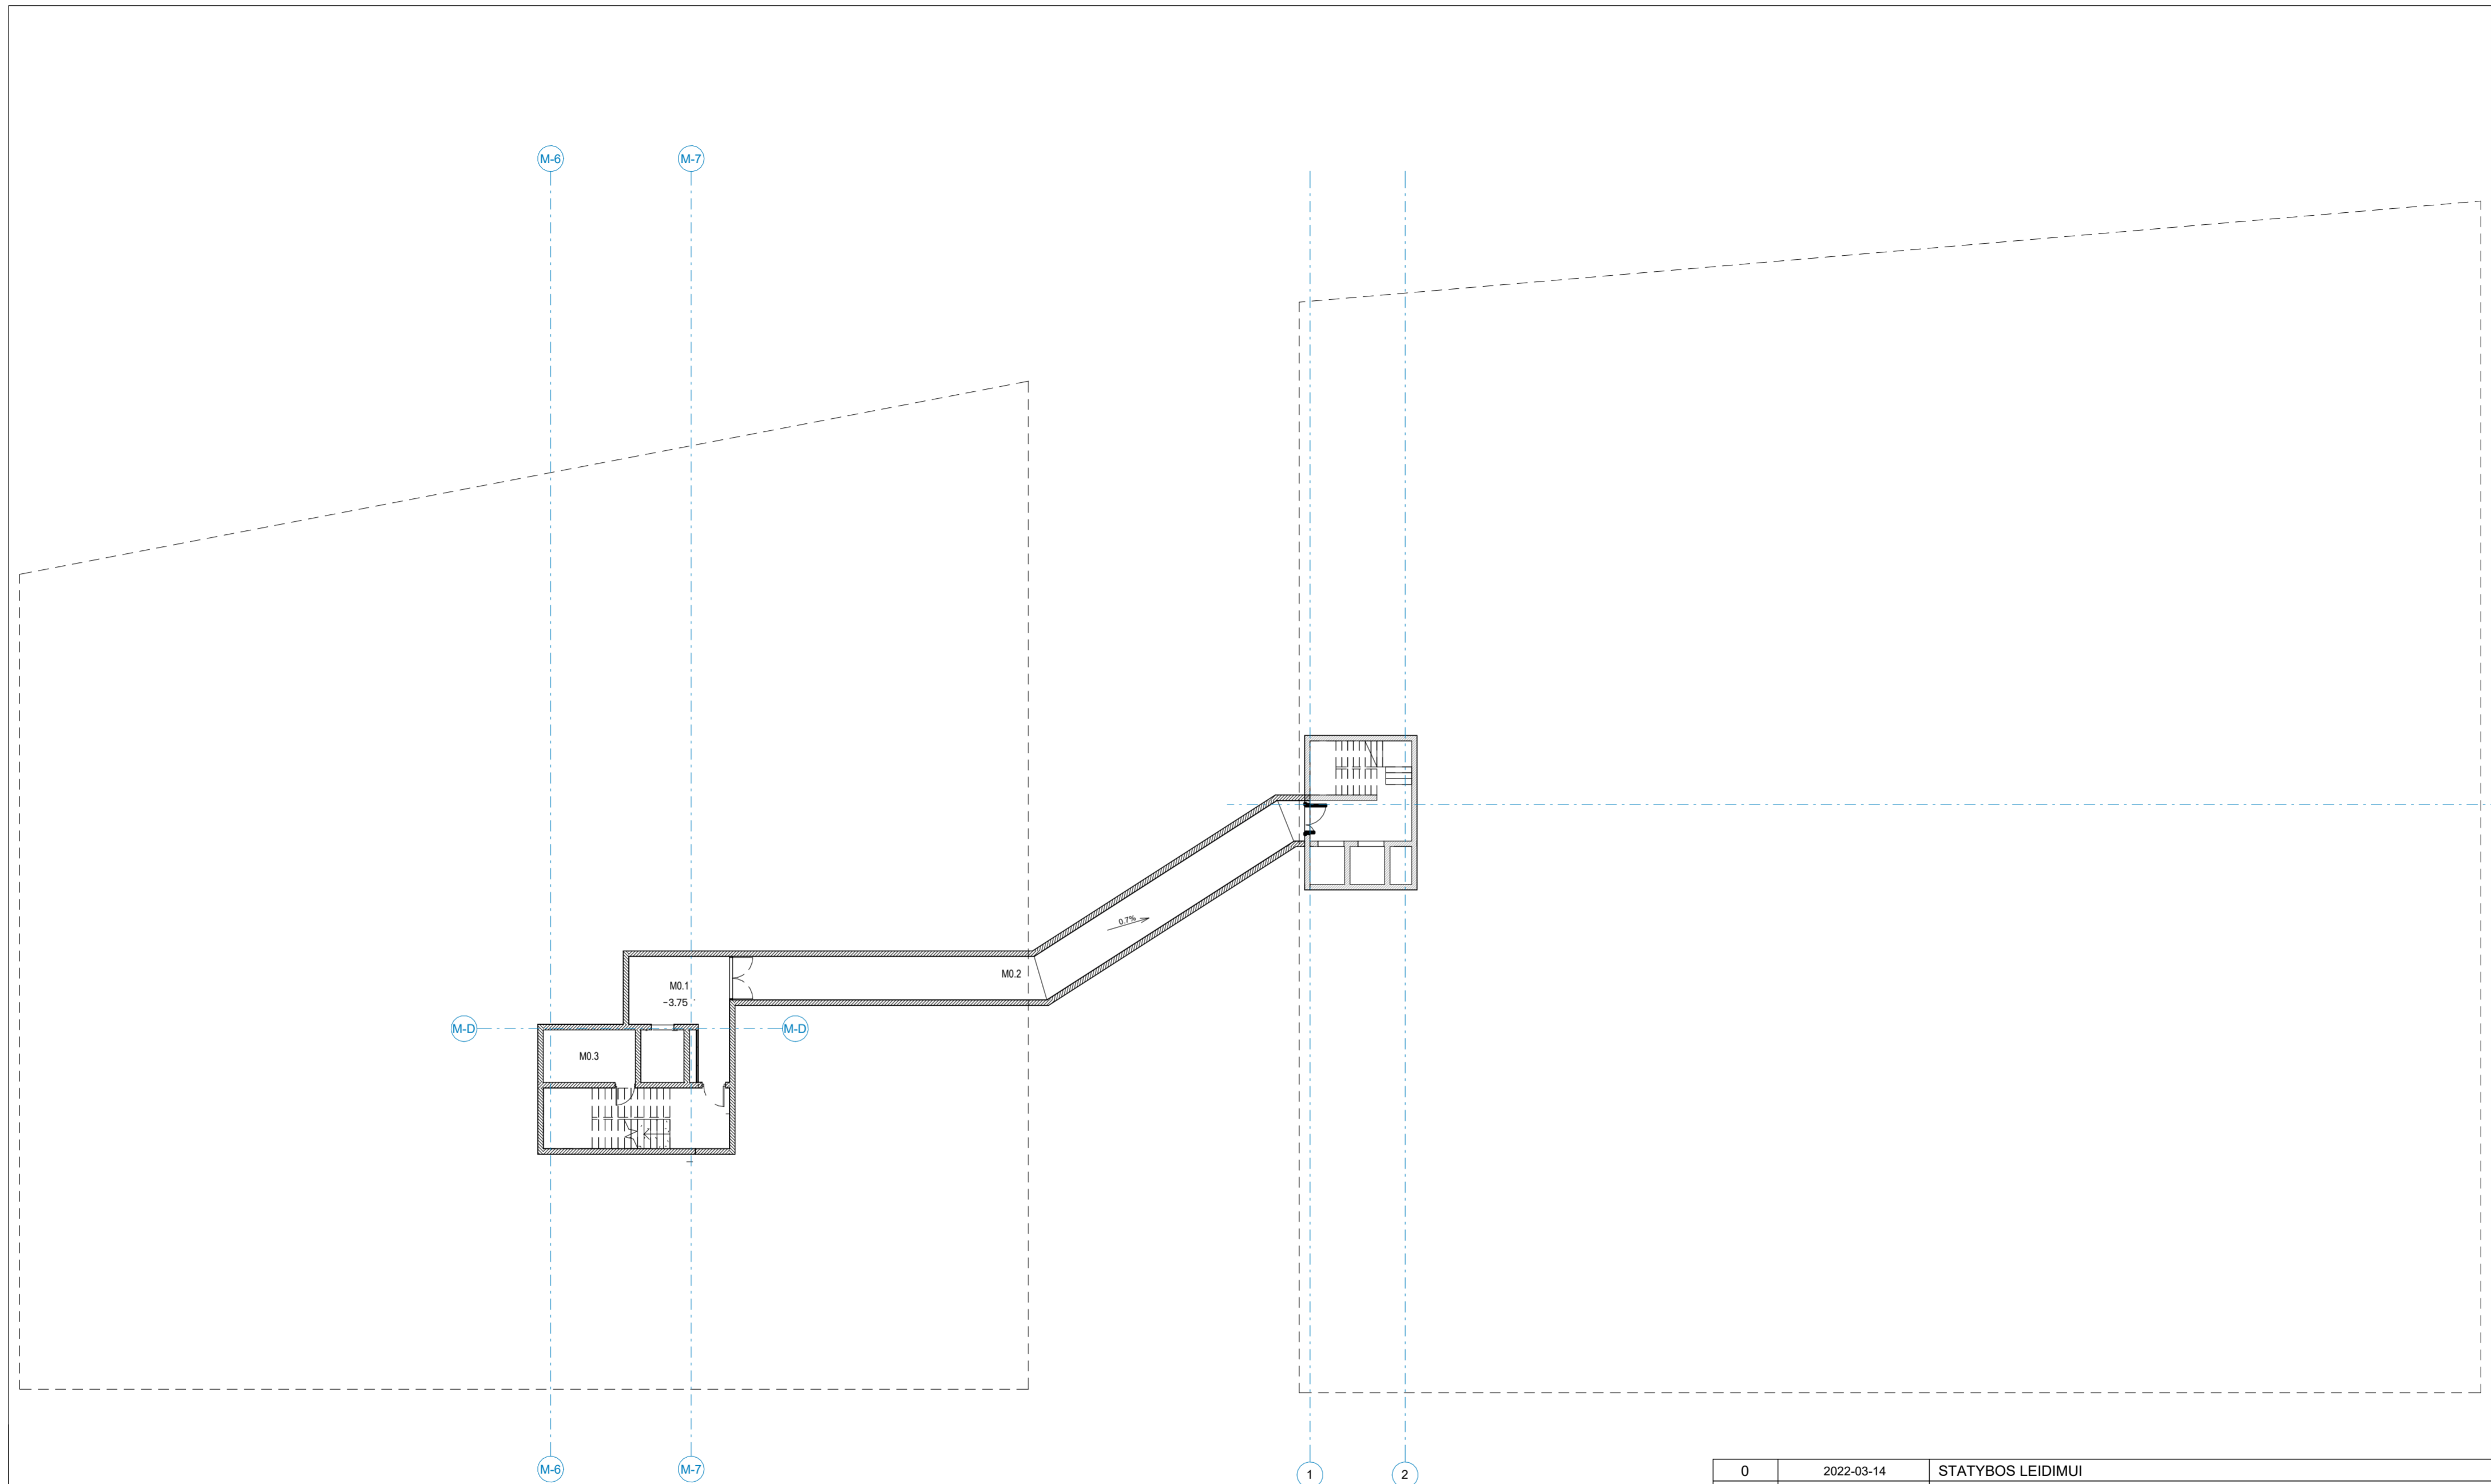 M-6 M-7
0.7%
M0.2
M0.1
-3.75
M-D M-D
M0.3
M-6 M-7 1 2
0 2022-03-14 STATYBOS LEIDIMUI